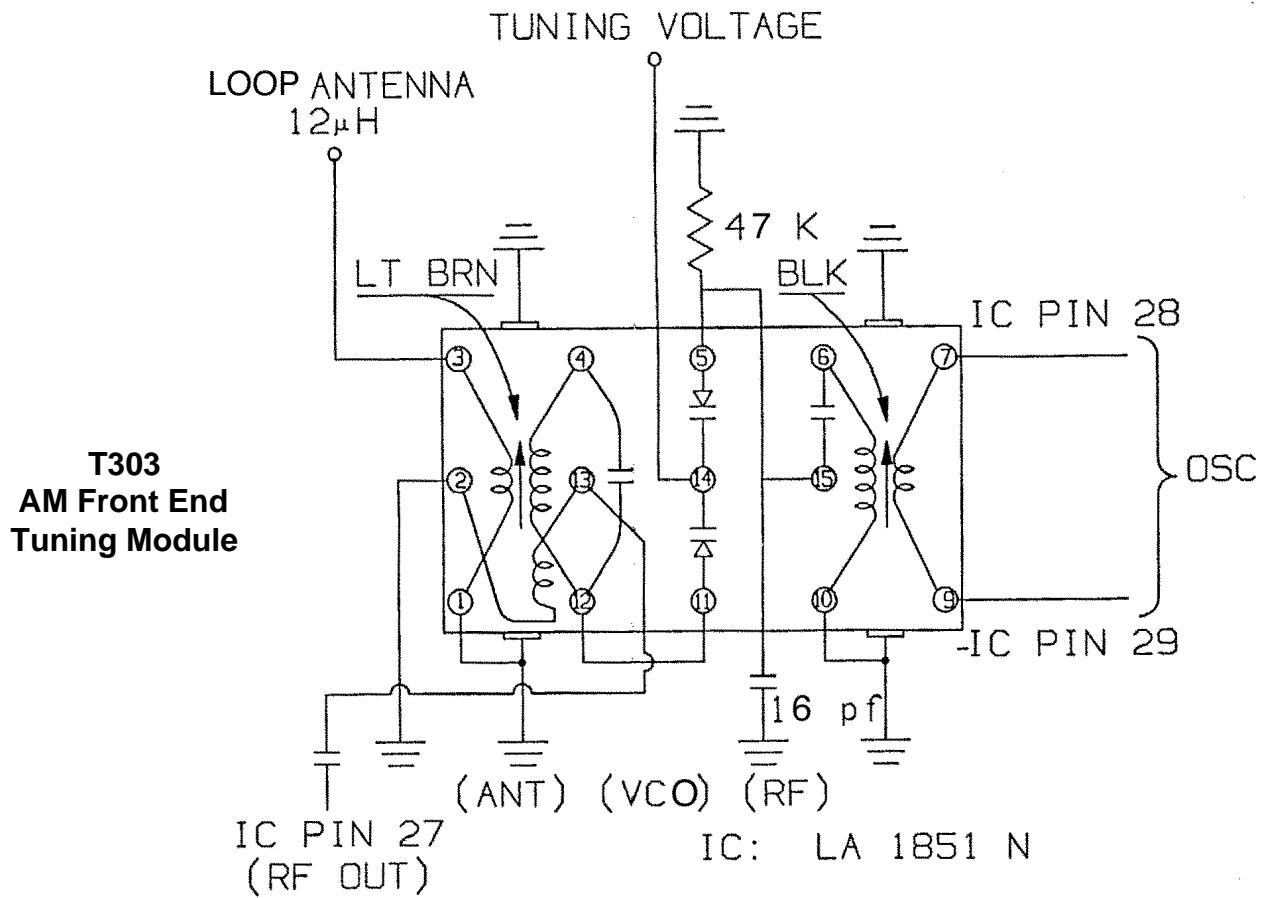 TUNING VOLTAGE
LOOP ANTENNA
12µH
47 K
LT BRN
BLK
IC PIN 28
3
4
5
6
7
T303
AM Front End
Tuning Module
2
13
14
15
OSC
1
12
11
10
9
-IC PIN 29
16 pf
(ANT) (VCO) (RF)
IC PIN 27
(RF OUT)
IC: LA 1851 N